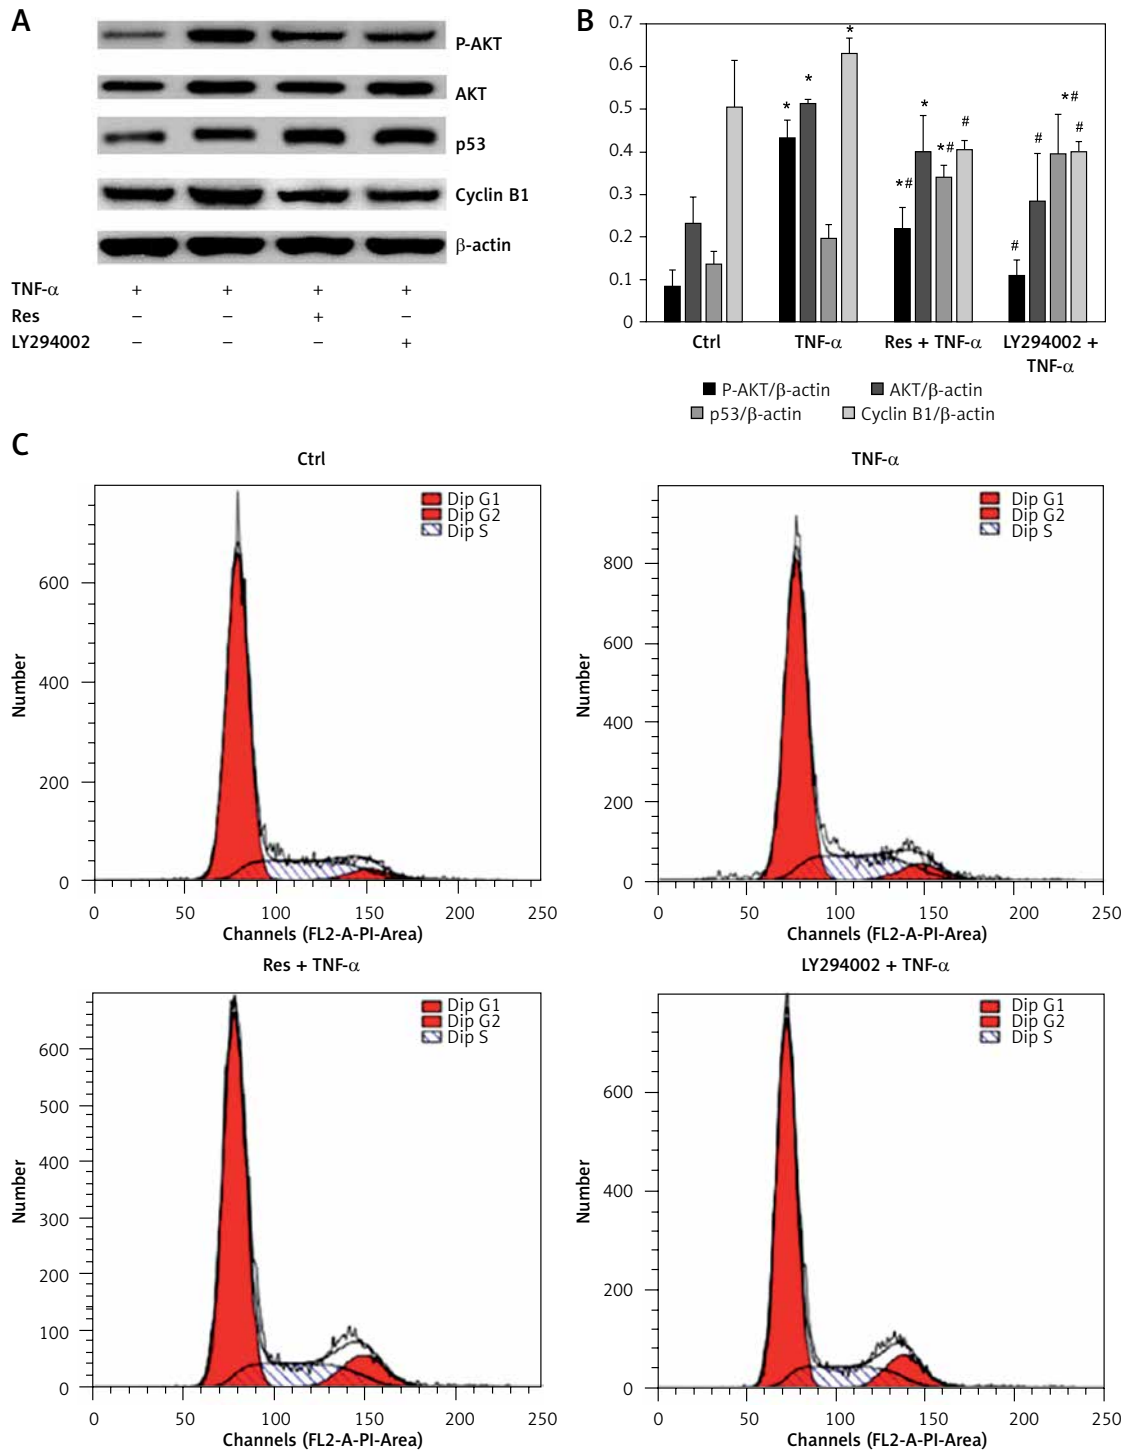 A
P-AKT
AKT
p53
Cyclin B1
β-actin
TNF-α + + + +
Res – – + –
LY294002 – – – +
B
0.7
0.6
0.5
0.4
0.3
0.2
0.1
0
* * *
*# * *# #
# # *# #
Ctrl TNF-α Res + TNF-α LY294002 +
TNF-α
P-AKT/β-actin AKT/β-actin
p53/β-actin Cyclin B1/β-actin
C
Ctrl
Dip G1
Dip G2
Dip S
Number
600
400
200
0
0 50 100 150 200 250
Channels (FL2-A-PI-Area)
TNF-α
Dip G1
Dip G2
Dip S
Number
800
600
400
200
0
0 50 100 150 200 250
Channels (FL2-A-PI-Area)
Res + TNF-α
Dip G1
Dip G2
Dip S
Number
600
500
400
300
200
100
0
0 50 100 150 200 250
Channels (FL2-A-PI-Area)
LY294002 + TNF-α
Dip G1
Dip G2
Dip S
Number
600
400
200
0
0 50 100 150 200 250
Channels (FL2-A-PI-Area)